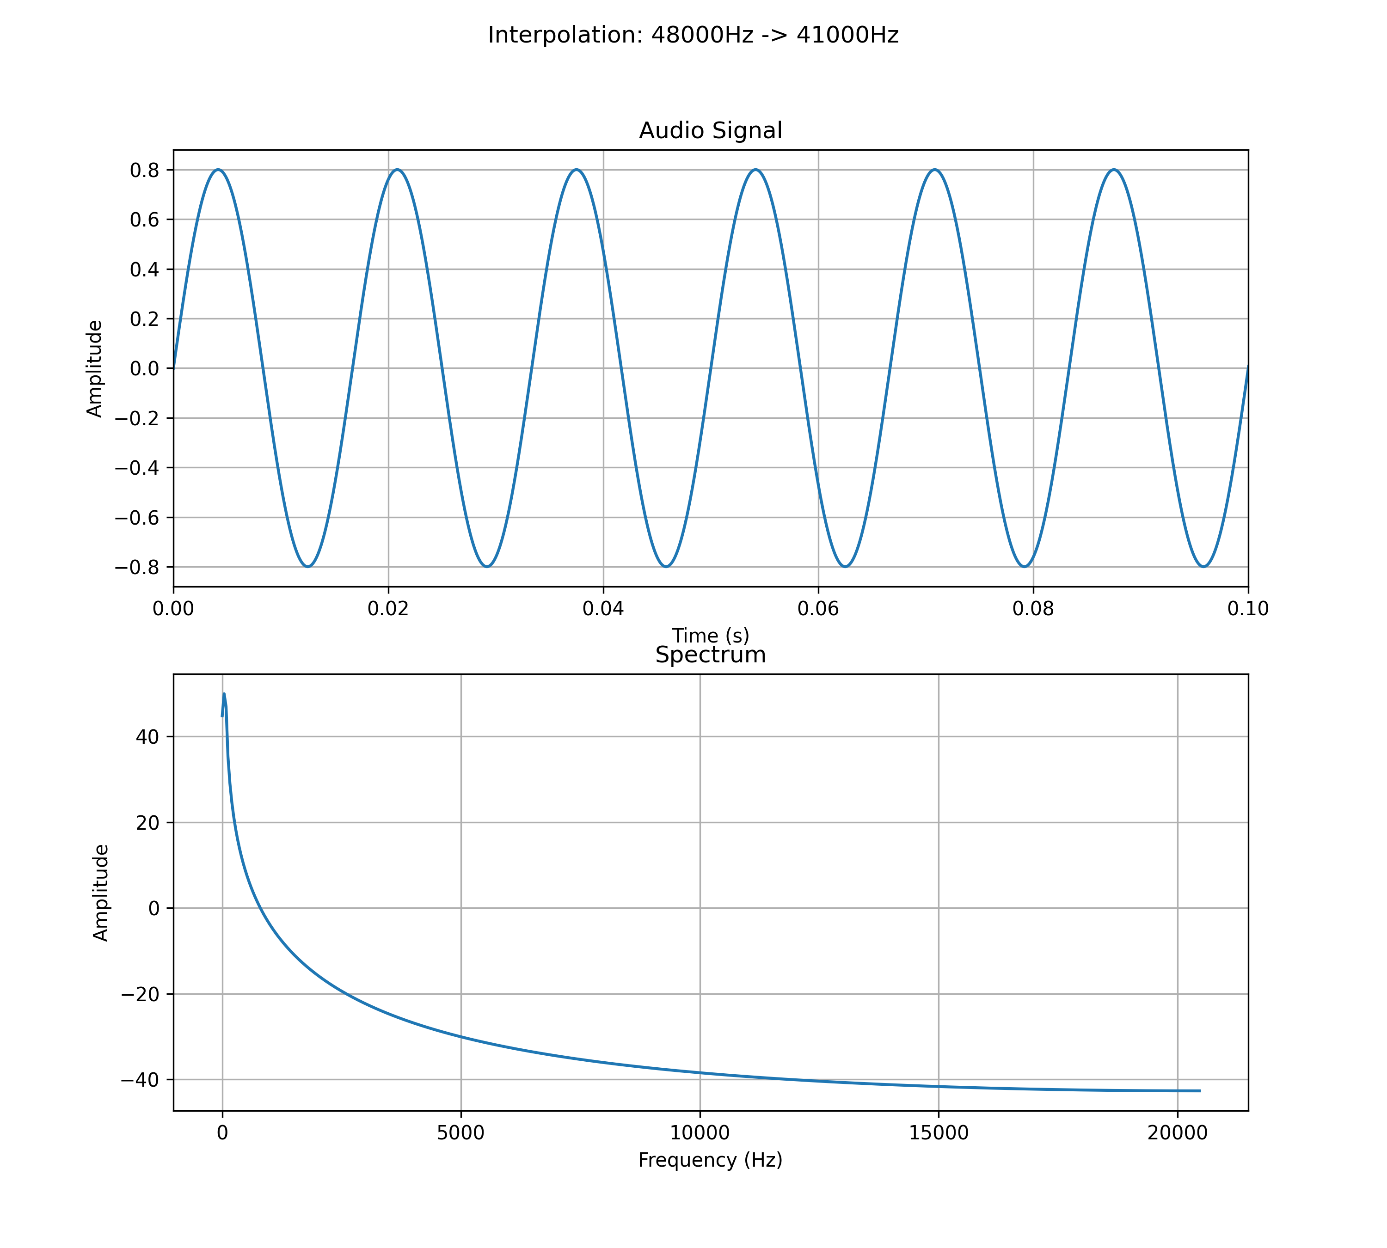 Interpolation: 48000Hz -> 41000Hz
Audio Signal
Amplitude
0.8
0.6
0.4
0.2
0.0
−0.2
−0.4
−0.6
−0.8
0.00 0.02 0.04 0.06 0.08 0.10
Time (s)
Spectrum
Amplitude
40
20
0
−20
−40
0 5000 10000 15000 20000
Frequency (Hz)